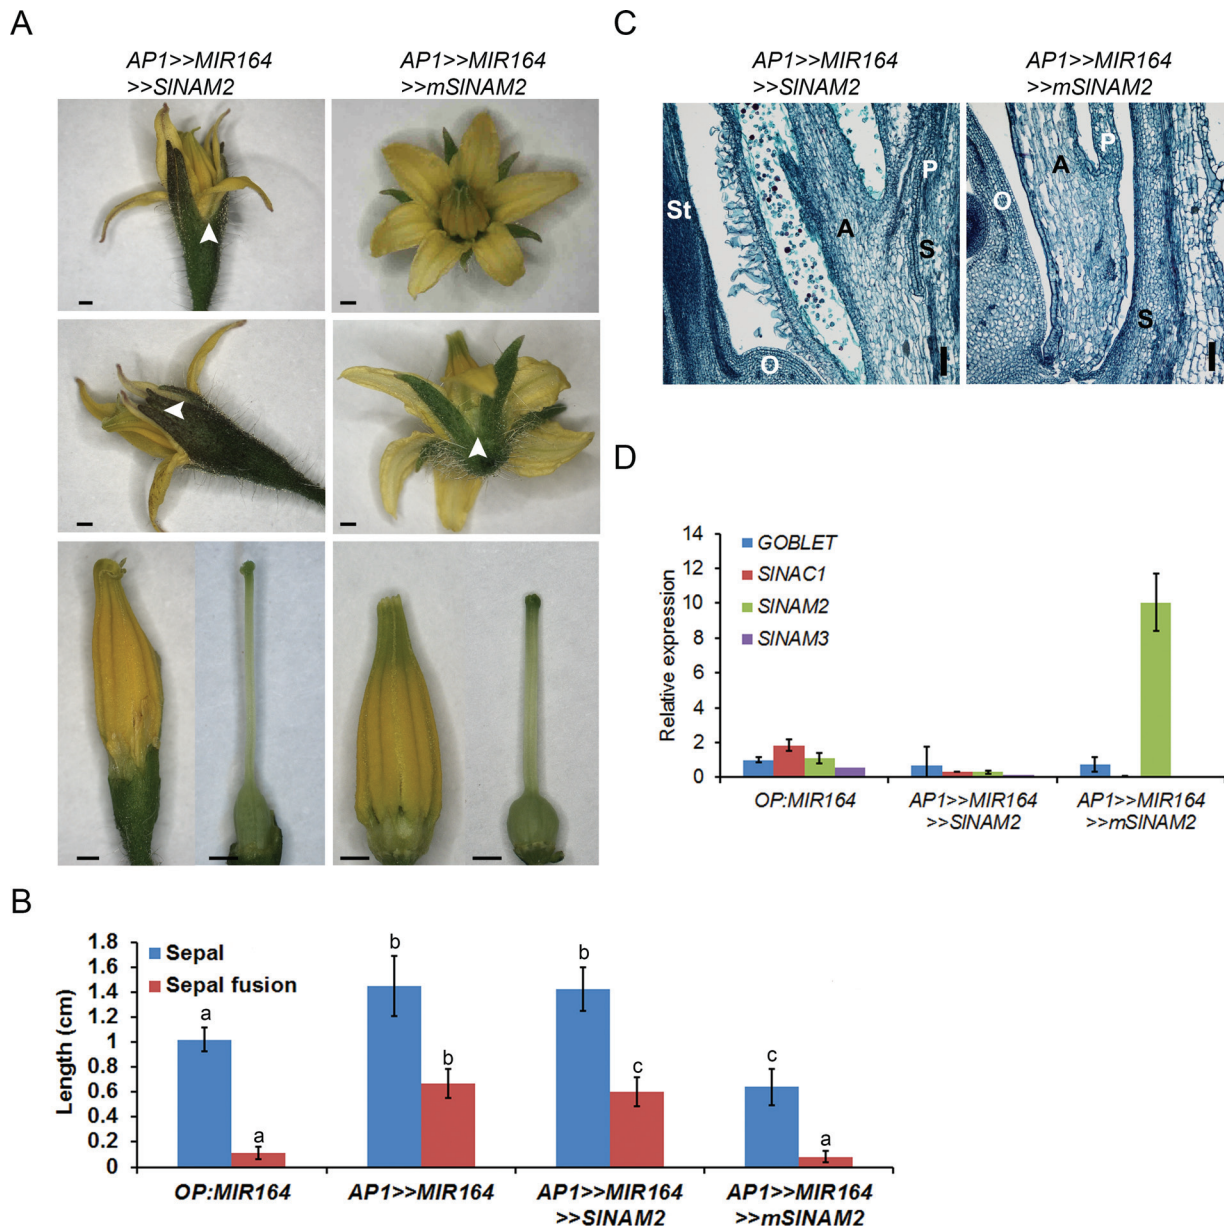 A
AP1>>MIR164
>>SlNAM2
AP1>>MIR164
>>mSlNAM2
C
AP1>>MIR164
>>SlNAM2
AP1>>MIR164
>>mSlNAM2
St
A
P
S
O
A
P
O
S
D
14
12
10
8
6
4
2
0
Relative expression
GOBLET
SlNAC1
SlNAM2
SlNAM3
OP:MIR164
AP1>>MIR164
>>SlNAM2
AP1>>MIR164
>>mSlNAM2
B
1.8
1.6
1.4
1.2
1
0.8
0.6
0.4
0.2
0
Length (cm)
Sepal
Sepal fusion
a
a
b
b
b
c
c
a
OP:MIR164
AP1>>MIR164
AP1>>MIR164
>>SlNAM2
AP1>>MIR164
>>mSlNAM2